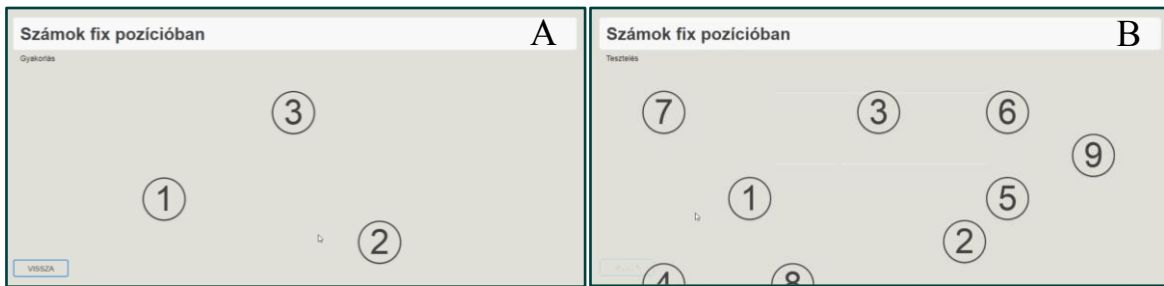 Számok fix pozícióban A
Gyakorlás
3
1
2
VISSZA
Számok fix pozícióban B
Tesztelés
7 3 6
9
1 5
2
4 8